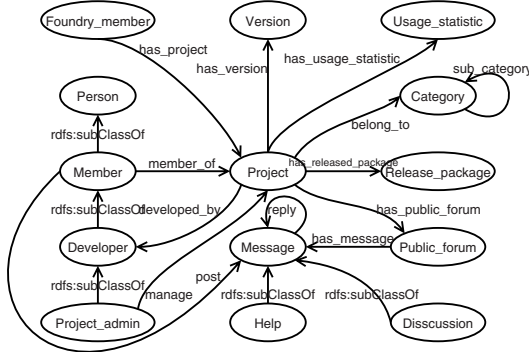 Foundry_member
Version
Usage_statistic
has_project
has_version
has_usage_statistic
sub_category
Person
Category
rdfs:subClassOf
belong_to
Member
member_of
Project
has_released_package
Release_package
rdfs:subClassOf
developed_by
reply
has_public_forum
Developer
Message
has_message
Public_forum
rdfs:subClassOf
manage
post
rdfs:subClassOf
rdfs:subClassOf
Project_admin
Help
Disscussion